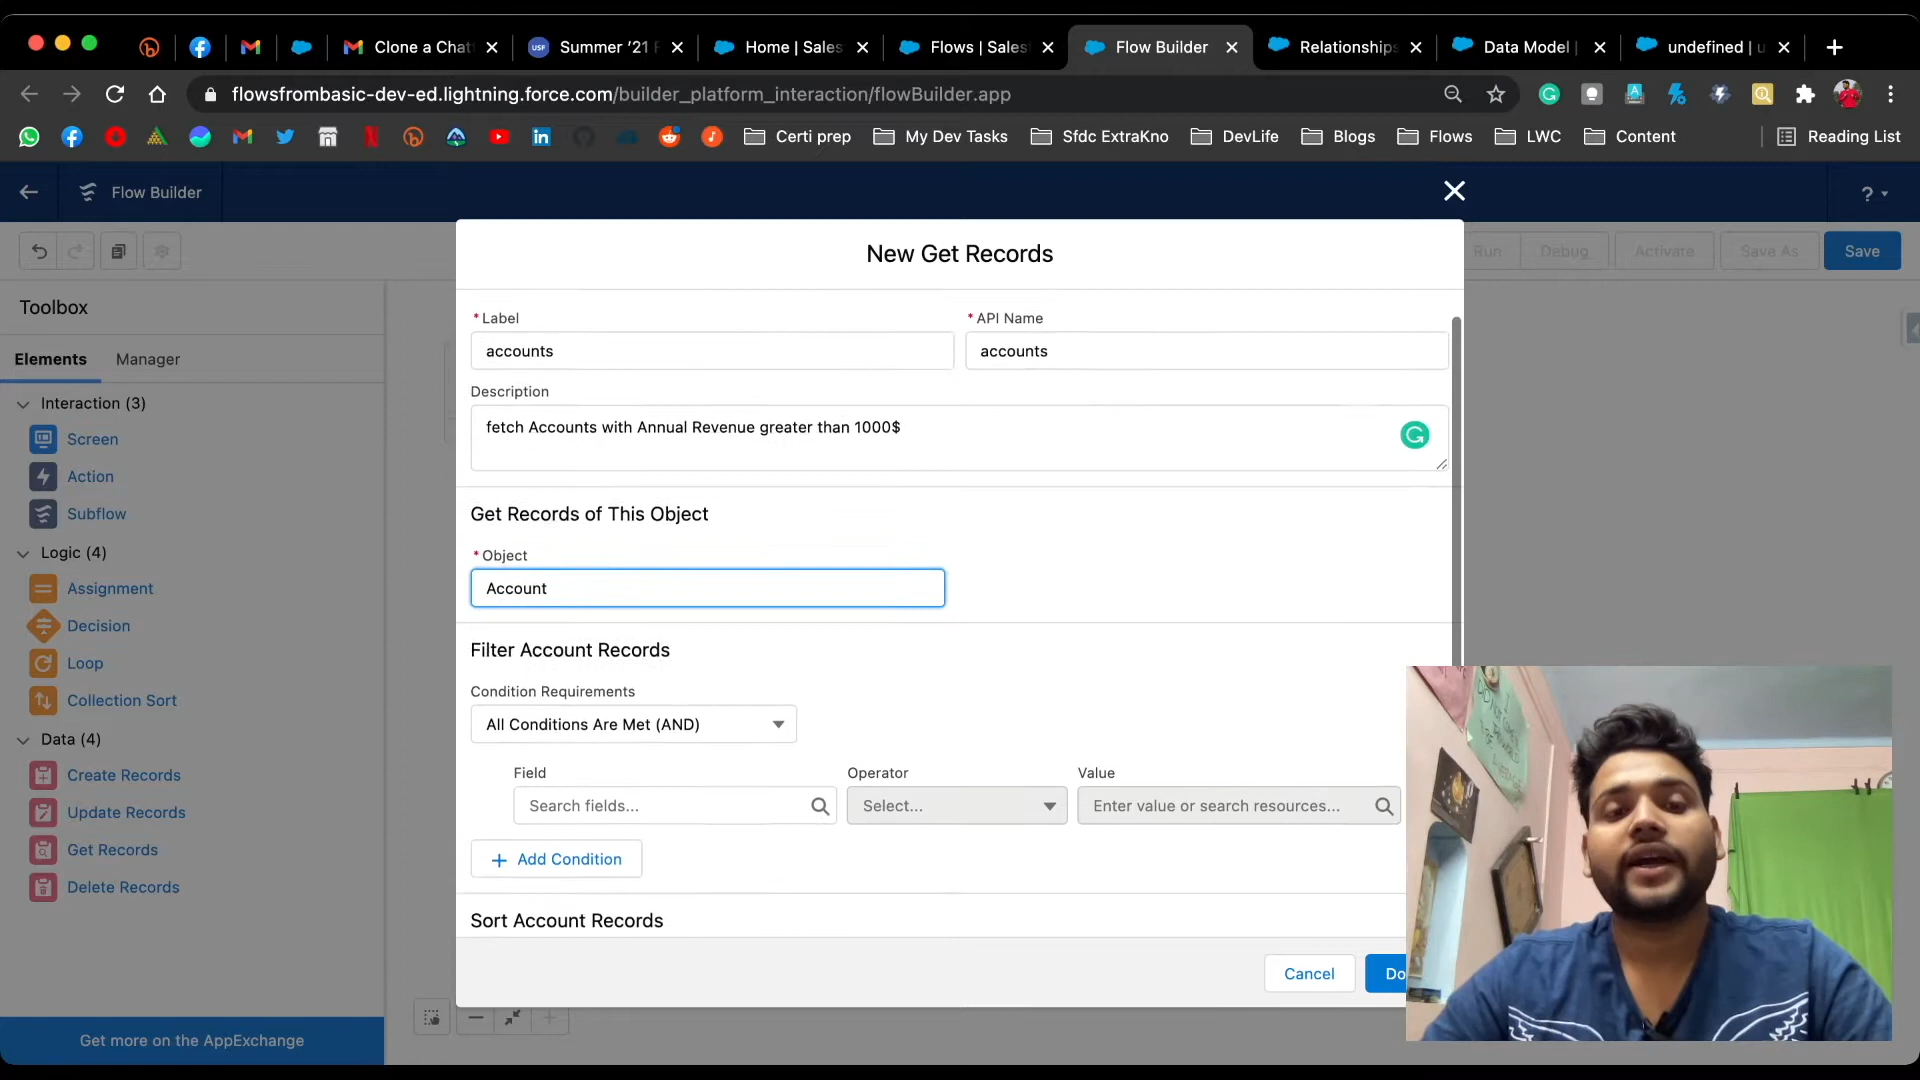 Clone a Chat
Summer '21
Home | Sales
Flows | Sales
Flow Builder
Relationships
Data Model |
undefined | u
flowsfrombasic-dev-ed.lightning.force.com/builder_platform_interaction/flowBuilder.app
Certi prep
My Dev Tasks
Sfdc ExtraKno
DevLife
Blogs
Flows
LWC
Content
Reading List
Flow Builder
?
Run
Debug
Activate
Save As
Save
Toolbox
Elements
Manager
Interaction (3)
Screen
Action
Subflow
Logic (4)
Assignment
Decision
Loop
Collection Sort
Data (4)
Create Records
Update Records
Get Records
Delete Records
Get more on the AppExchange
New Get Records
* Label
accounts
* API Name
accounts
Description
fetch Accounts with Annual Revenue greater than 1000$
Get Records of This Object
* Object
Account
Filter Account Records
Condition Requirements
All Conditions Are Met (AND)
Field
Operator
Value
Search fields...
Select...
Enter value or search resources...
+ Add Condition
Sort Account Records
Cancel
Do